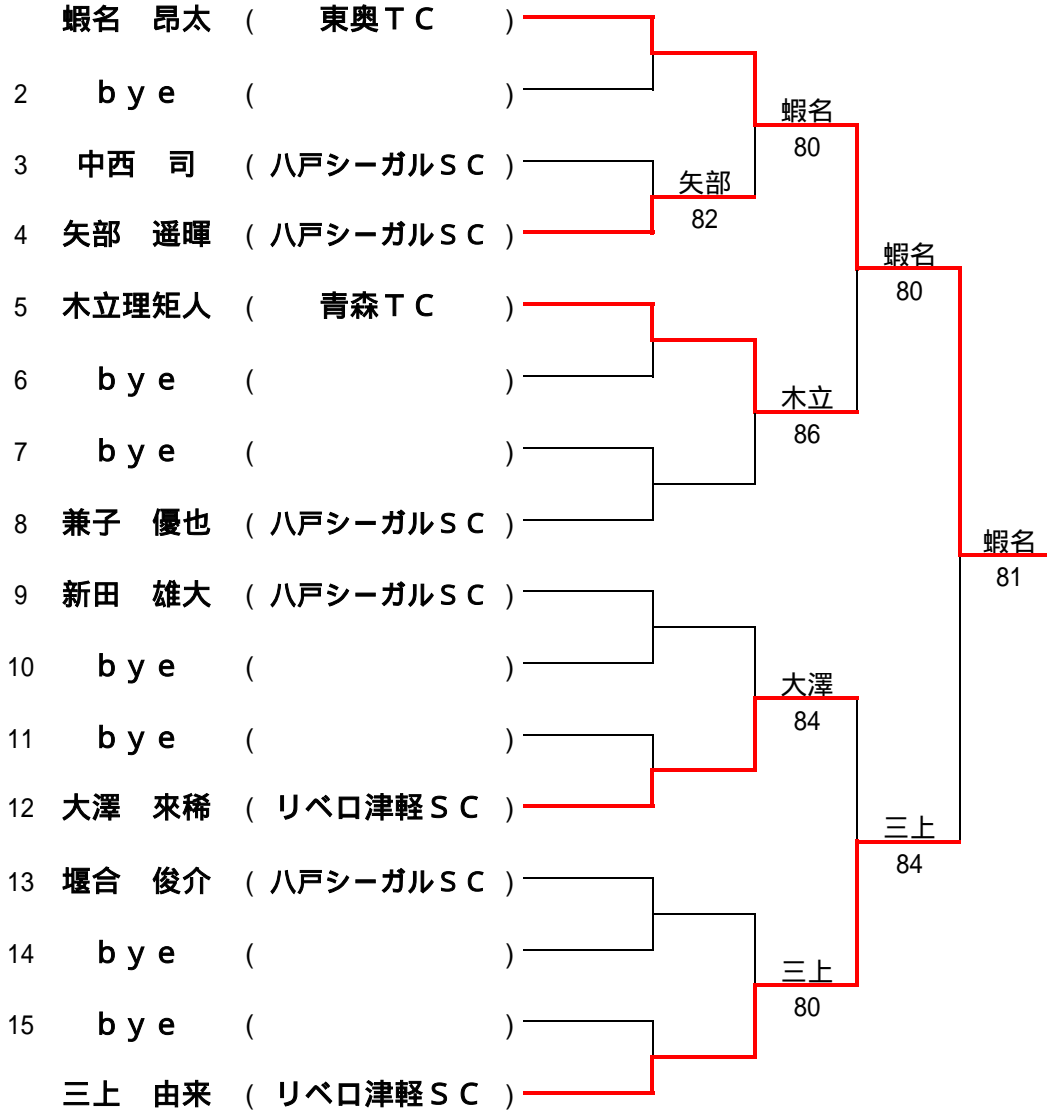 蝦名　昂太 (　東奥ＴＣ　)
2 ｂｙｅ (　)
蝦名
80
3 中西　司 ( 八戸シーガルＳＣ )
矢部
82
4 矢部　遥暉 ( 八戸シーガルＳＣ )
蝦名
80
5 木立理矩人 (　青森ＴＣ　)
6 ｂｙｅ (　)
木立
86
7 ｂｙｅ (　)
8 兼子　優也 ( 八戸シーガルＳＣ )
蝦名
81
9 新田　雄大 ( 八戸シーガルＳＣ )
10 ｂｙｅ (　)
大澤
84
11 ｂｙｅ (　)
12 大澤　來稀 ( リベロ津軽ＳＣ )
三上
84
13 堰合　俊介 ( 八戸シーガルＳＣ )
14 ｂｙｅ (　)
三上
80
15 ｂｙｅ (　)
三上　由来 ( リベロ津軽ＳＣ )